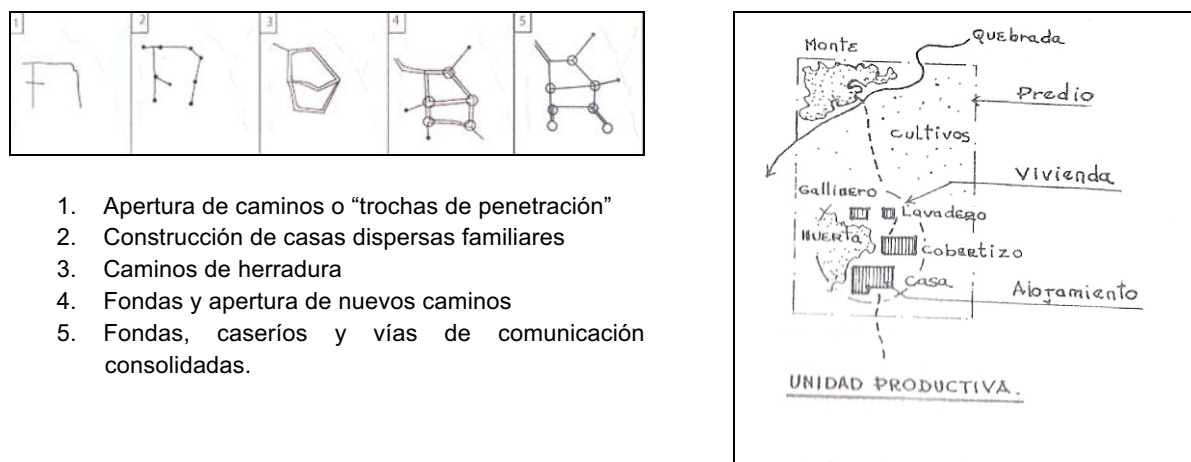 1
2
3
4
5
1. Apertura de caminos o “trochas de penetración”
2. Construcción de casas dispersas familiares
3. Caminos de herradura
4. Fondas y apertura de nuevos caminos
5. Fondas, caseríos y vías de comunicación
consolidadas.
Monte
Quebrada
Predio
cultivos
Vivienda
Gallinero
Lavadero
HUERTA
cobertizo
casa
Alojamiento
UNIDAD PRODUCTIVA.